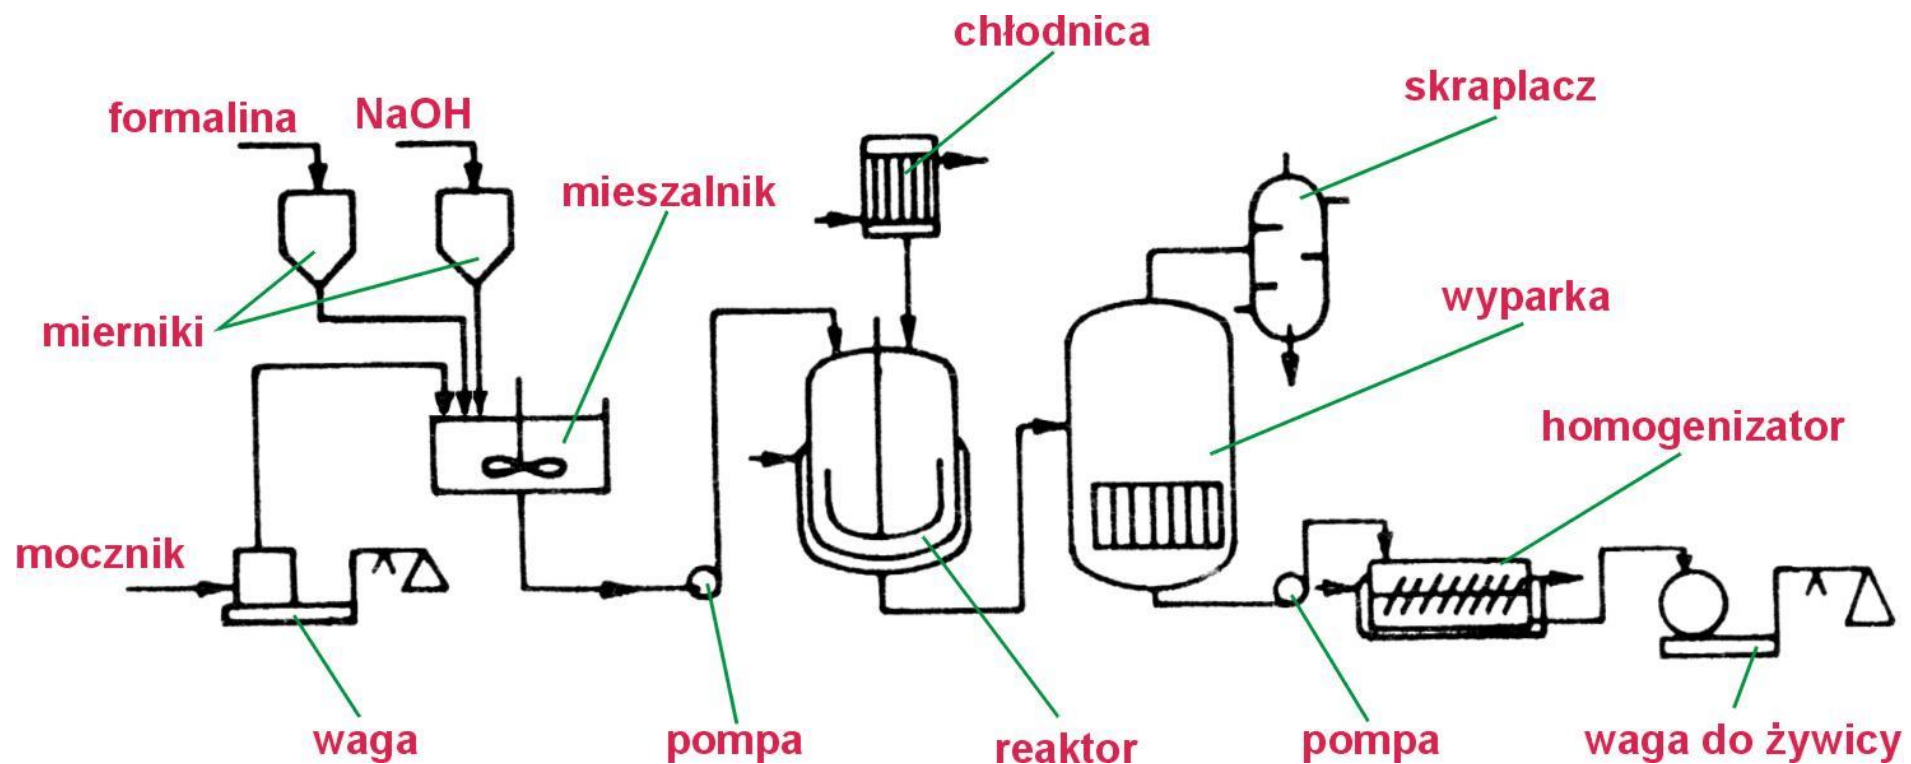 chłodnica
skraplacz
formalina
NaOH
mieszalnik
wyparka
mierniki
homogenizator
mocznik
waga
pompa
reaktor
pompa
waga do żywicy